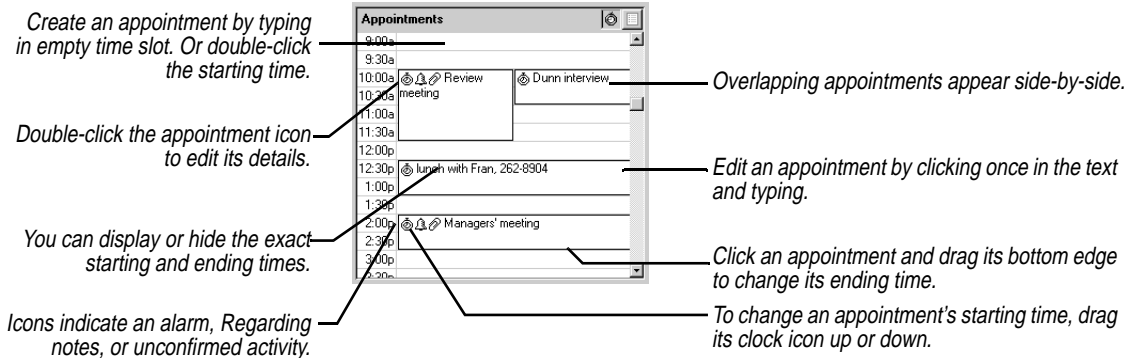 Create an appointment by typing
in empty time slot. Or double-click
the starting time.
Double-click the appointment icon
to edit its details.
You can display or hide the exact
starting and ending times.
Icons indicate an alarm, Regarding
notes, or unconfirmed activity.
Appointments
9:00a
9:30a
10:00a Review
10:30a meeting
Dunn interview
11:00a
11:30a
12:00p
12:30p lunch with Fran, 262-8904
1:00p
1:30p
2:00p Managers' meeting
2:30p
3:00p
3:30p
Overlapping appointments appear side-by-side.
Edit an appointment by clicking once in the text
and typing.
Click an appointment and drag its bottom edge
to change its ending time.
To change an appointment's starting time, drag
its clock icon up or down.